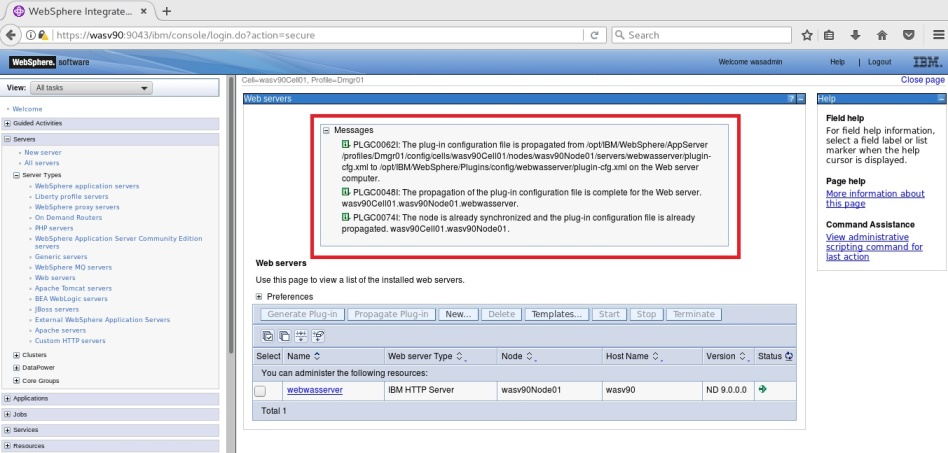 WebSphere Integrate...
https://wasv90:9043/ibm/console/login.do?action=secure
Search
WebSphere. software
Welcome wasadmin
Help | Logout
IBM.
View: All tasks
Welcome
Guided Activities
Servers
New server
All servers
Server Types
WebSphere application servers
Liberty profile servers
WebSphere proxy servers
On Demand Routers
PHP servers
WebSphere Application Server Community Edition
servers
Generic servers
WebSphere MQ servers
Web servers
Apache Tomcat servers
BEA WebLogic servers
JBoss servers
External WebSphere Application Servers
Apache servers
Custom HTTP servers
Clusters
DataPower
Core Groups
Applications
Jobs
Services
Resources
Cell=wasv90Cell01, Profile=Dmgr01
Close page
Web servers
? –
Messages
PLGC0062I: The plug-in configuration file is propagated from /opt/IBM/WebSphere/AppServer
/profiles/Dmgr01/config/cells/wasv90Cell01/nodes/wasv90Node01/servers/webwasserver/plugin-
cfg.xml to /opt/IBM/WebSphere/Plugins/config/webwasserver/plugin-cfg.xml on the Web server
computer.
PLGC0048I: The propagation of the plug-in configuration file is complete for the Web server.
wasv90Cell01.wasv90Node01.webwasserver.
PLGC0074I: The node is already synchronized and the plug-in configuration file is already
propagated. wasv90Cell01.wasv90Node01.
Web servers
Use this page to view a list of the installed web servers.
Preferences
Generate Plug-in Propagate Plug-in New... Delete Templates... Start Stop Terminate
Select Name Web server Type Node Host Name Version Status
You can administer the following resources:
webwasserver IBM HTTP Server wasv90Node01 wasv90 ND 9.0.0.0
Total 1
Help
Field help
For field help information,
select a field label or list
marker when the help
cursor is displayed.
Page help
More information about
this page
Command Assistance
View administrative
scripting command for
last action